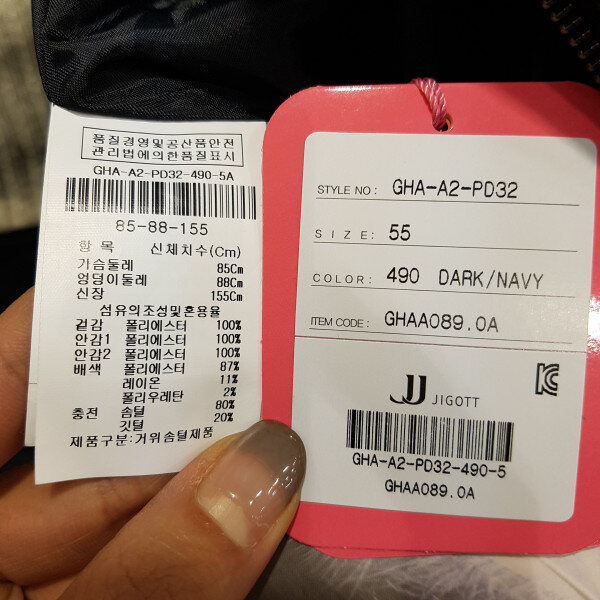 품질경영및공산품안전
관리법에의한품질표시
GHA-A2-PD32-490-5A
85-88-155
항 목 신체치수(Cm)
가슴둘레 85Cm
엉덩이둘레 88Cm
신장 155Cm
섬유의조성및혼용율
겉감 폴리에스터 100%
안감1 폴리에스터 100%
안감2 폴리에스터 100%
배색 폴리에스터 87%
레이온 11%
폴리우레탄 2%
충전 솜털 80%
깃털 20%
제품구분:거위솜털제품
STYLE NO: GHA-A2-PD32
SIZE: 55
COLOR: 490 DARK/NAVY
ITEM CODE: GHAA089.0A
JIGOTT
GHA-A2-PD32-490-5
GHAA089.0A